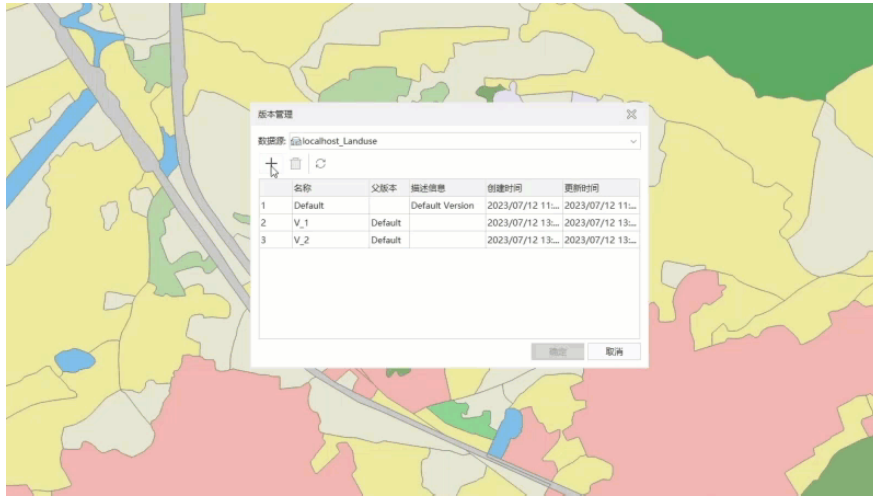 版本管理
数据源: localhost_Landuse
名称 父版本 描述信息 创建时间 更新时间
1 Default Default Version 2023/07/12 11:... 2023/07/12 11:...
2 V_1 Default 2023/07/12 13:... 2023/07/12 13:...
3 V_2 Default 2023/07/12 13:... 2023/07/12 13:...
确定 取消